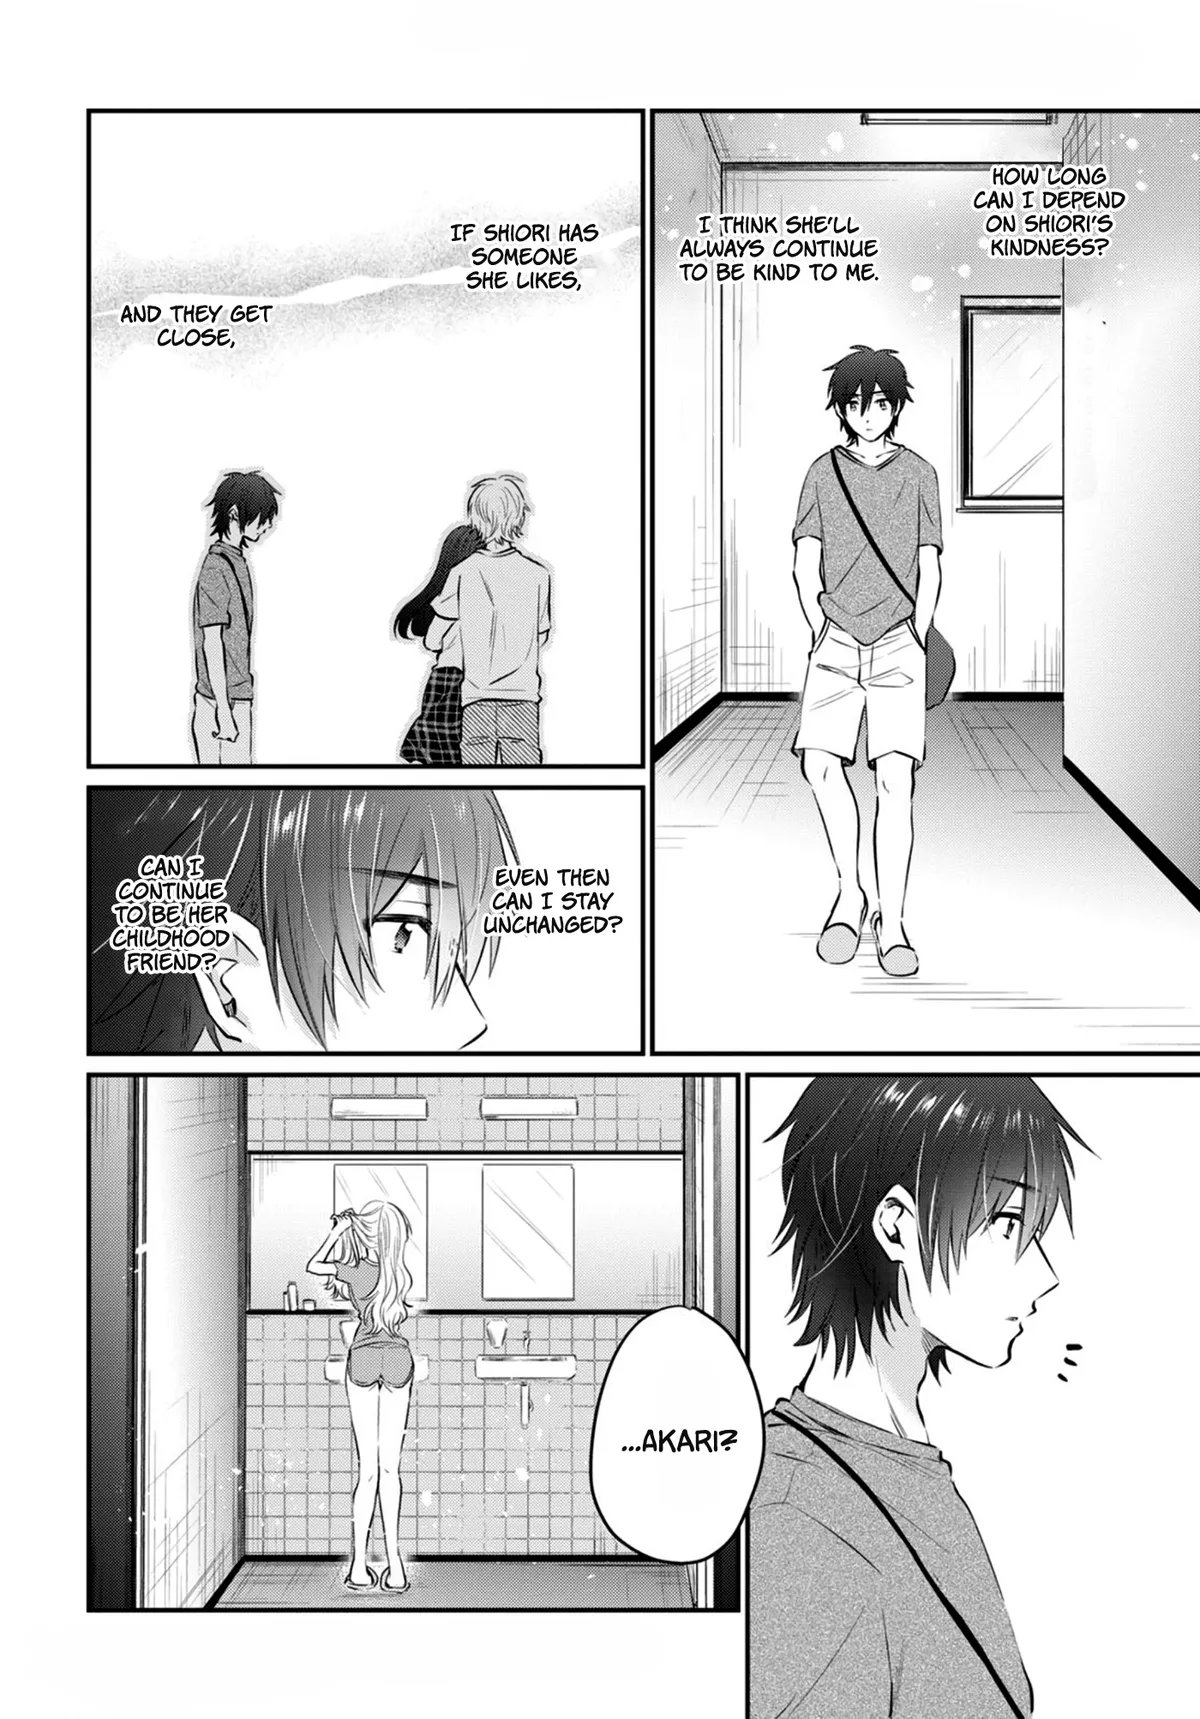 HOW LONG
CAN I DEPEND
ON SHIORI'S
KINDNESS?
I THINK SHE'LL
ALWAYS CONTINUE
TO BE KIND TO ME.
IF SHIORI HAS
SOMEONE
SHE LIKES,
AND THEY GET
CLOSE,
EVEN THEN
CAN I STAY
UNCHANGED?
CAN I
CONTINUE
TO BE HER
CHILDHOOD
FRIEND?
...AKARI?